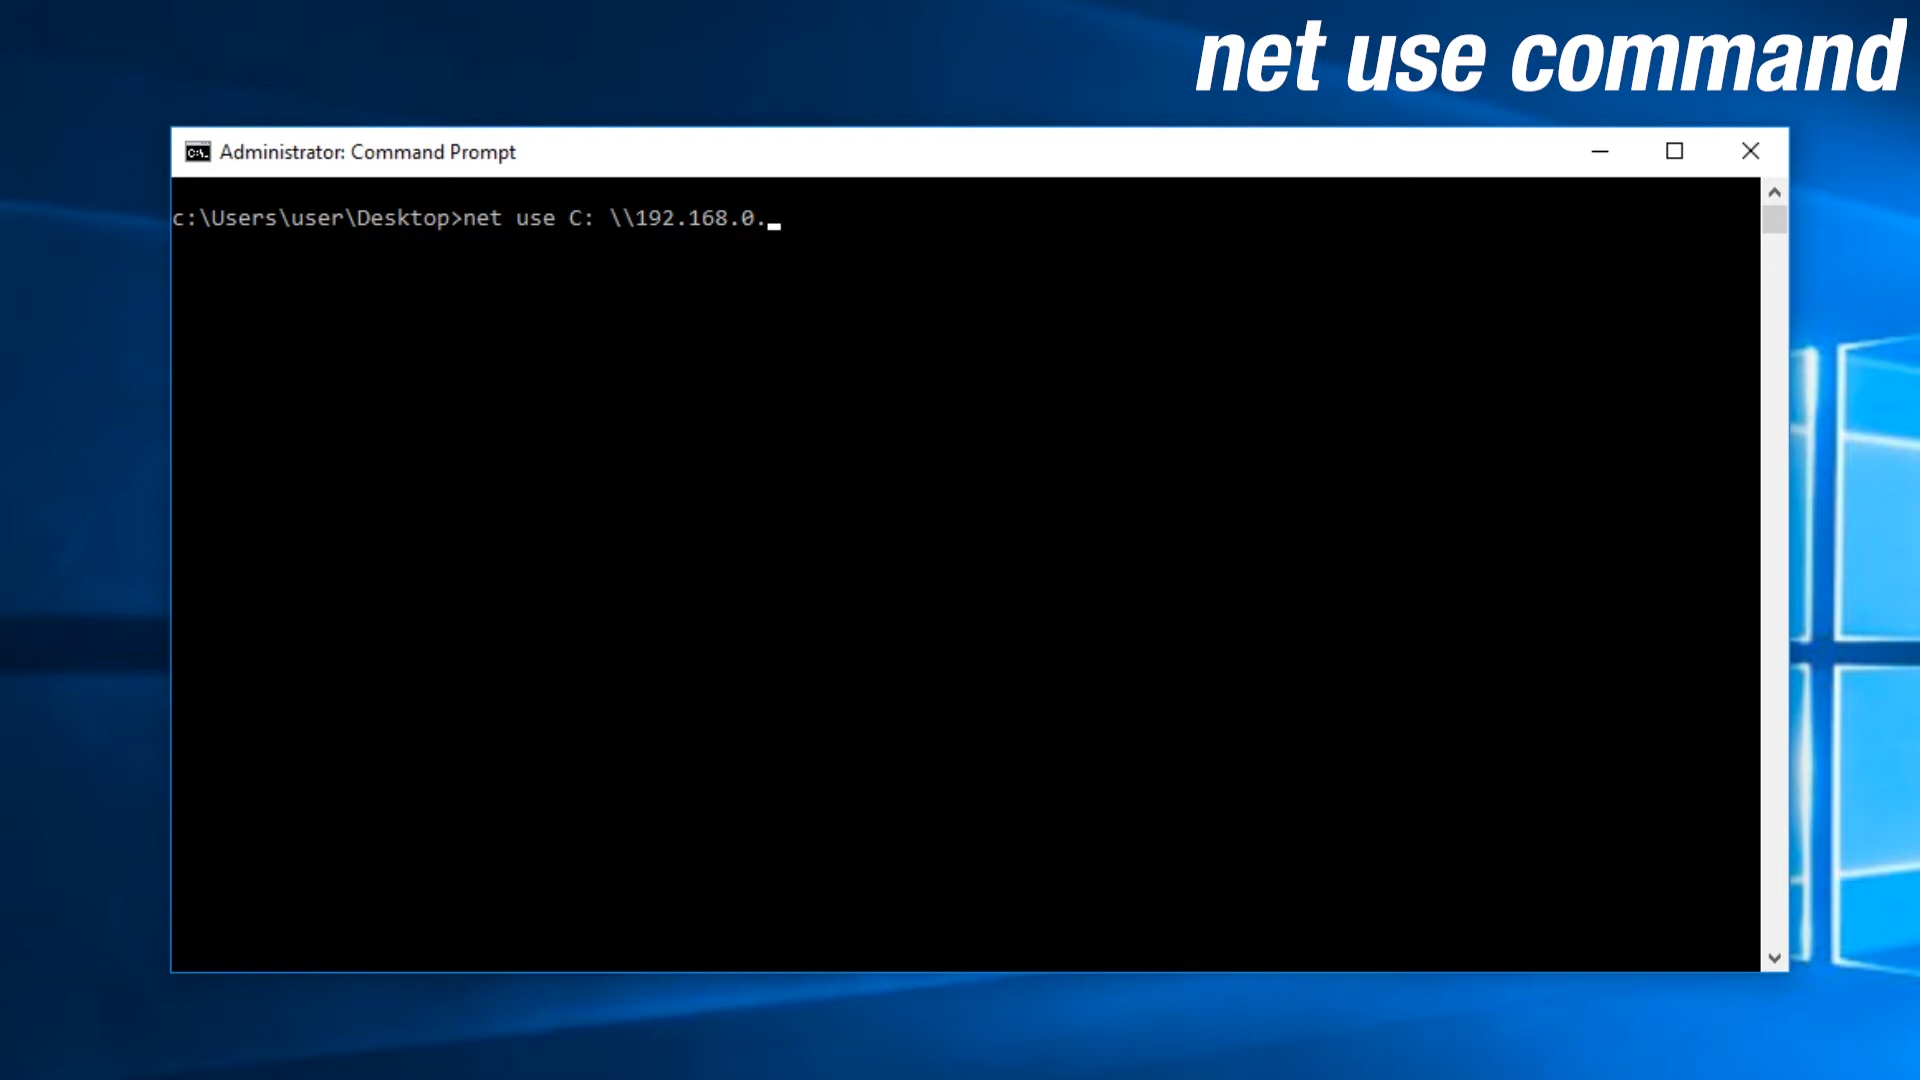 net use command
Administrator: Command Prompt
c:\Users\user\Desktop>net use C: \\192.168.0._